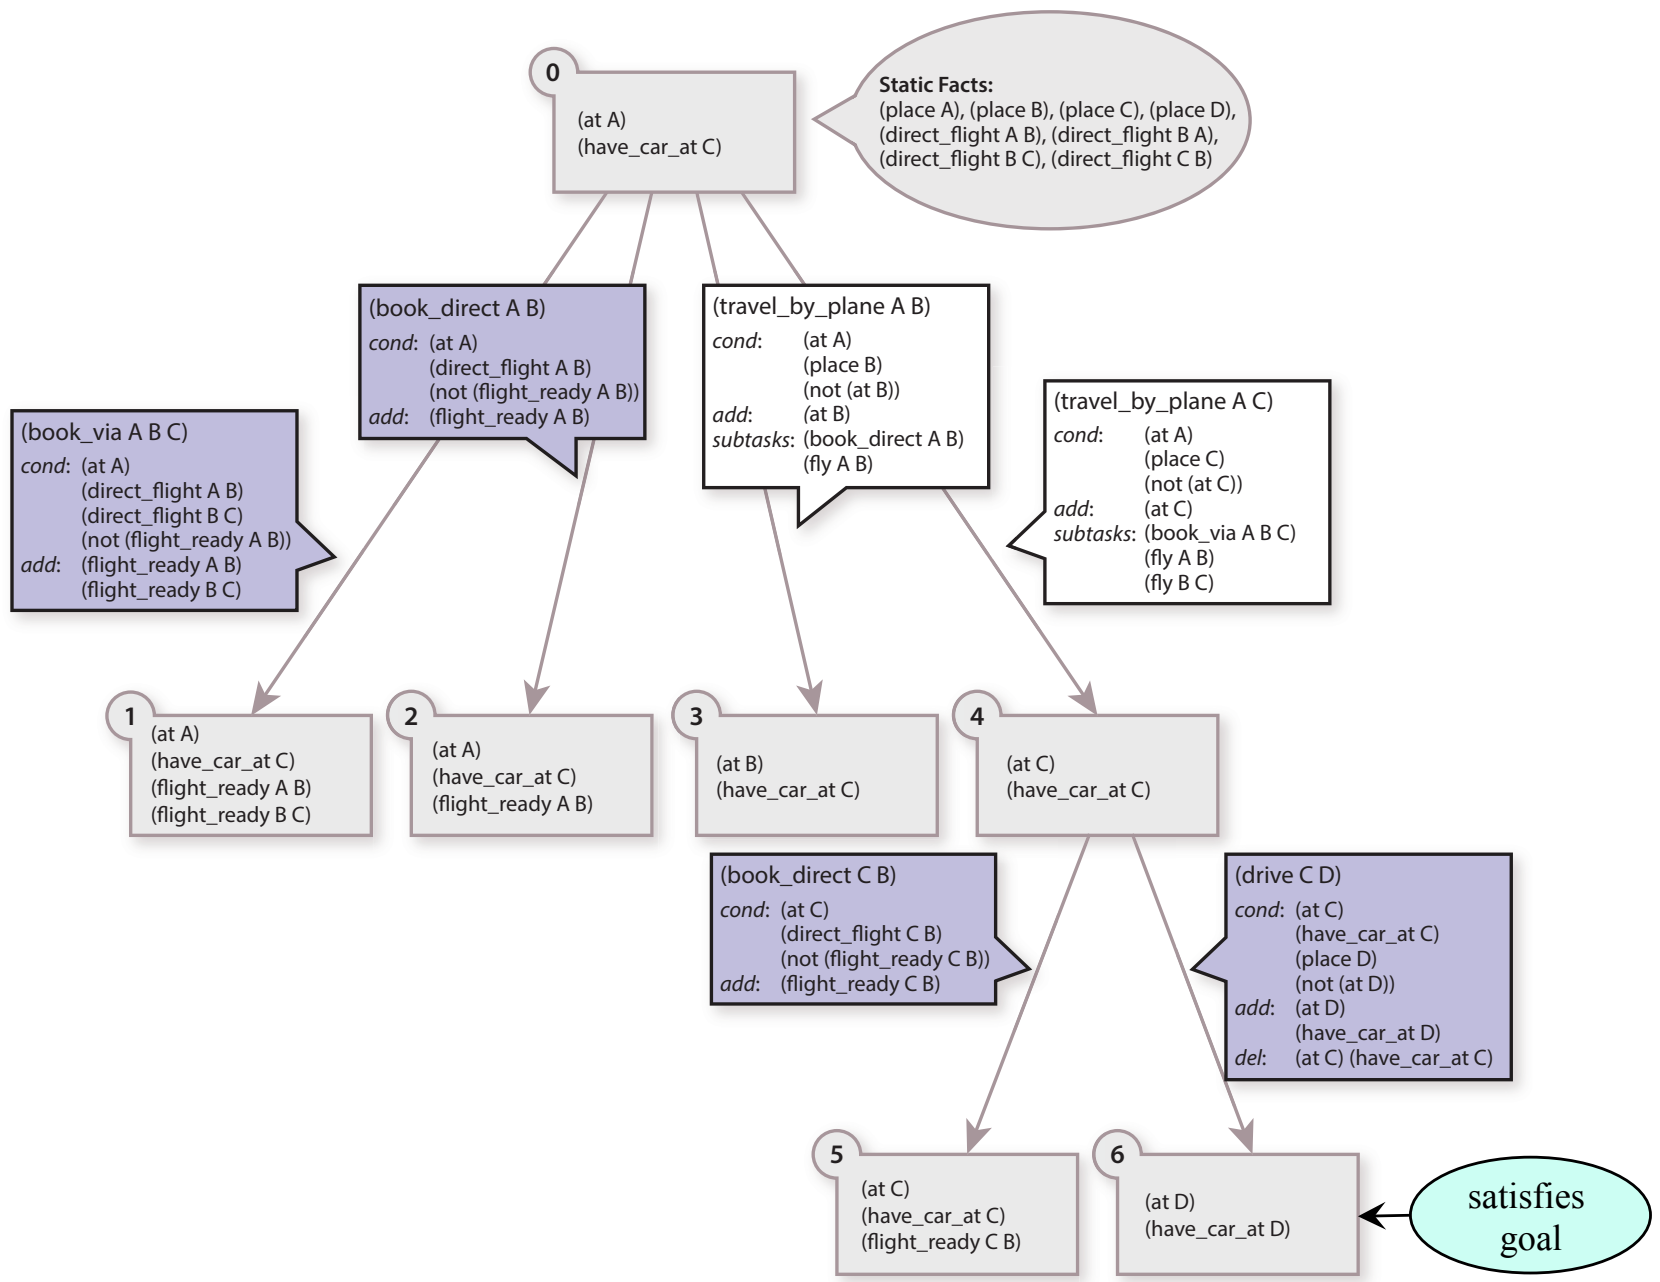 0
(at A)
(have_car_at C)
Static Facts:
(place A), (place B), (place C), (place D),
(direct_flight A B), (direct_flight B A),
(direct_flight B C), (direct_flight C B)
(book_via A B C)
cond: (at A)
(direct_flight A B)
(direct_flight B C)
(not (flight_ready A B))
add: (flight_ready A B)
(flight_ready B C)
(book_direct A B)
cond: (at A)
(direct_flight A B)
(not (flight_ready A B))
add: (flight_ready A B)
(travel_by_plane A B)
cond: (at A)
(place B)
(not (at B))
add: (at B)
subtasks: (book_direct A B)
(fly A B)
(travel_by_plane A C)
cond: (at A)
(place C)
(not (at C))
add: (at C)
subtasks: (book_via A B C)
(fly A B)
(fly B C)
1
(at A)
(have_car_at C)
(flight_ready A B)
(flight_ready B C)
2
(at A)
(have_car_at C)
(flight_ready A B)
3
(at B)
(have_car_at C)
4
(at C)
(have_car_at C)
(book_direct C B)
cond: (at C)
(direct_flight C B)
(not (flight_ready C B))
add: (flight_ready C B)
(drive C D)
cond: (at C)
(have_car_at C)
(place D)
(not (at D))
add: (at D)
(have_car_at D)
del: (at C) (have_car_at C)
5
(at C)
(have_car_at C)
(flight_ready C B)
6
(at D)
(have_car_at D)
satisfies
goal